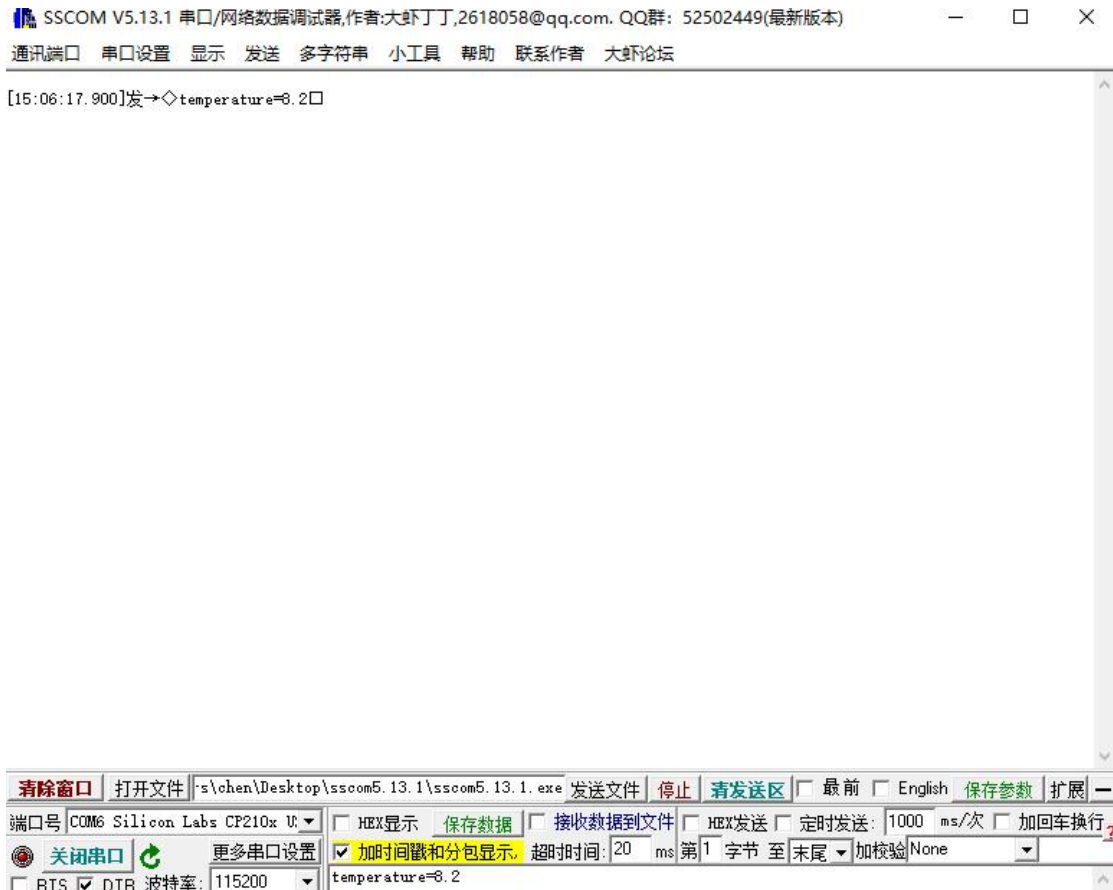 SSCOM V5.13.1 串口/网络数据调试器,作者:大虾丁丁,2618058@qq.com. QQ群: 52502449(最新版本)
通讯端口 串口设置 显示 发送 多字符串 小工具 帮助 联系作者 大虾论坛
[15:06:17.900]发→◇temperature=8.2□
清除窗口 打开文件 s\chen\Desktop\sscom5.13.1\sscom5.13.1.exe 发送文件 停止 清发送区 最前 English 保存参数 扩展 —
端口号 COM6 Silicon Labs CP210x HEX显示 保存数据 接收数据到文件 HEX发送 定时发送: 1000 ms/次 加回车换行
关闭串口 更多串口设置 加时间戳和分包显示, 超时时间: 20 ms 第1 字节 至 末尾 加校验 None
RTS DTR 波特率: 115200 temperature=8.2